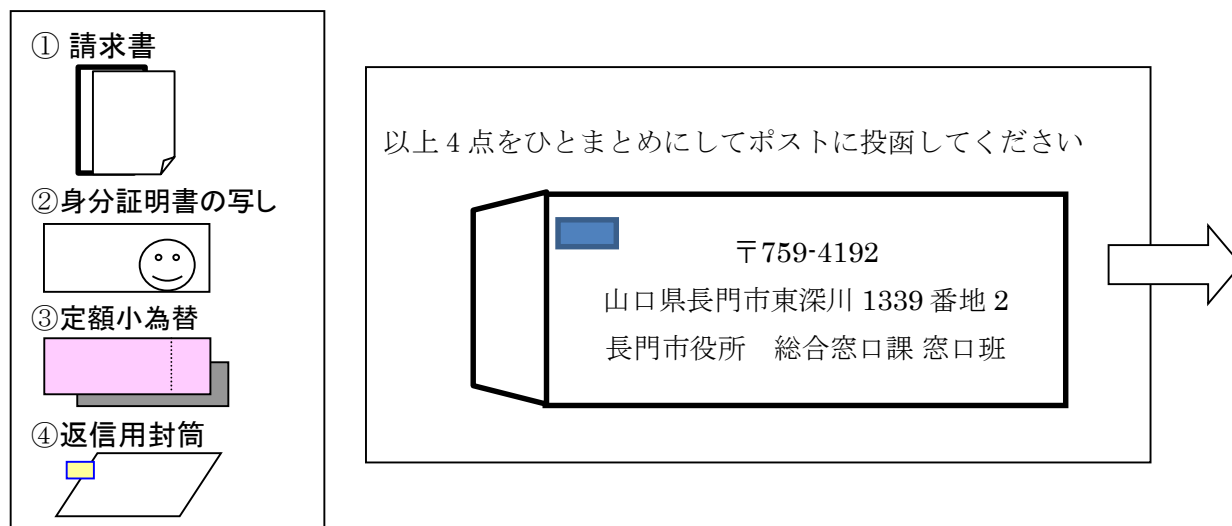 ① 請求書
②身分証明書の写し
③定額小為替
④返信用封筒
以上 4 点をひとまとめにしてポストに投函してください
〒759-4192
山口県長門市東深川 1339 番地 2
長門市役所　総合窓口課 窓口班